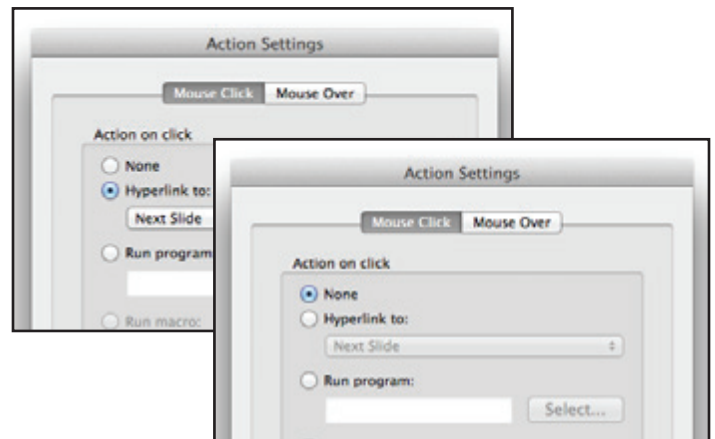 Action Settings
Mouse Click Mouse Over
Action on click
None
Hyperlink to:
Next Slide
Run program
Run macro:
Action Settings
Mouse Click Mouse Over
Action on click
None
Hyperlink to:
Next Slide
Run program:
Select...